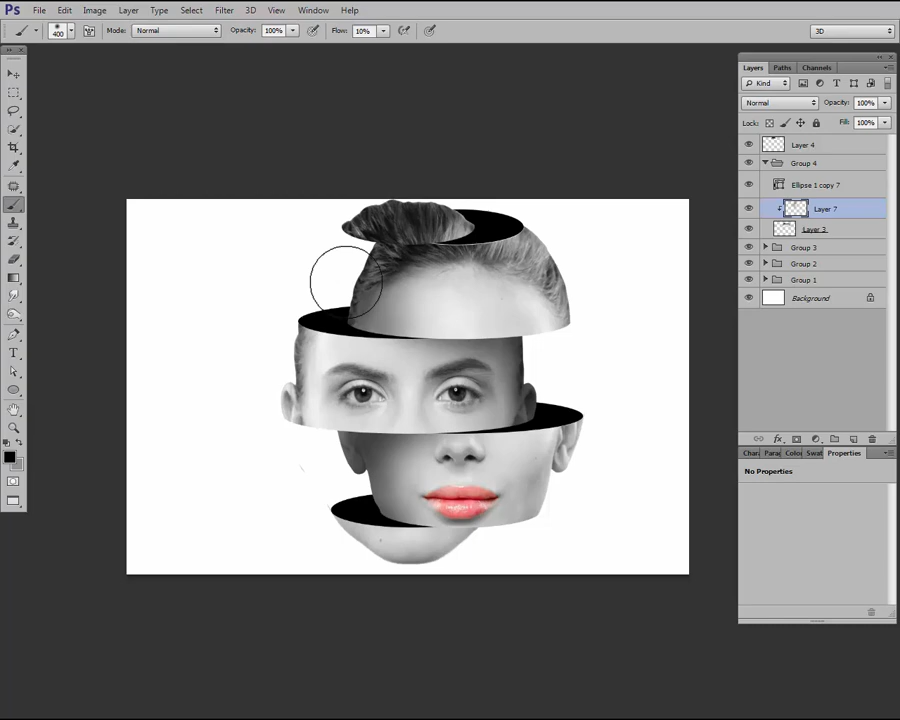 Ps File Edit Image Layer Type Select Filter 3D View Window Help
400 Mode: Normal Opacity: 100% Flow: 10% 3D
Layers Paths Channels
Kind
Normal Opacity: 100%
Lock: Fill: 100%
Layer 4
Group 4
Ellipse 1 copy 7
Layer 7
Layer 3
Group 3
Group 2
Group 1
Background
fx
Chara Parag Color Swat Properties
No Properties